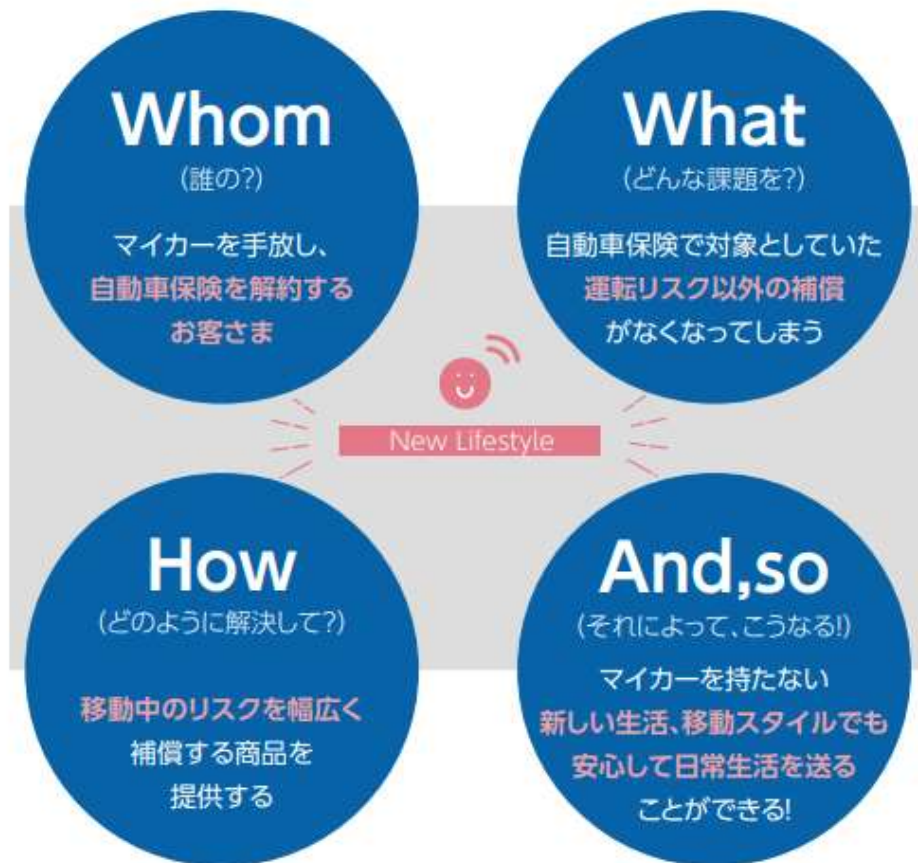 Whom
(誰の?)
マイカーを手放し、
自動車保険を解約する
お客さま
What
(どんな課題を?)
自動車保険で対象としていた
運転リスク以外の補償
がなくなってしまう
New Lifestyle
How
(どのように解決して?)
移動中のリスクを幅広く
補償する商品を
提供する
And,so
(それによって、こうなる!)
マイカーを持たない
新しい生活、移動スタイルでも
安心して日常生活を送る
ことができる!